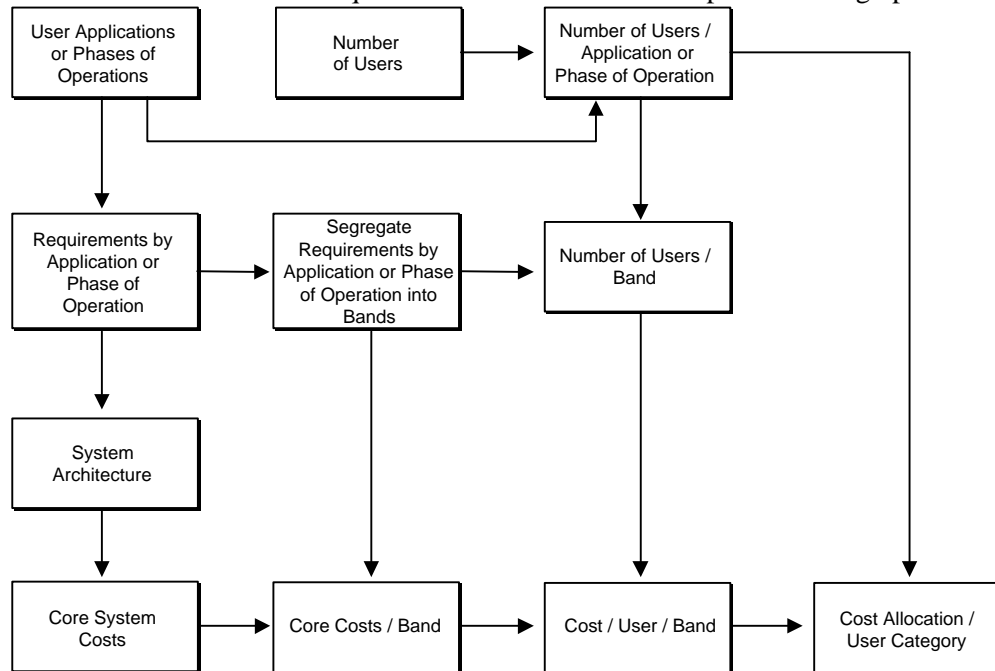 User Applications
or Phases of
Operations
Number
of Users
Number of Users /
Application or
Phase of Operation
Requirements by
Application or
Phase of
Operation
Segregate
Requirements by
Application or Phase
of Operation into
Bands
Number of Users /
Band
System
Architecture
Core System
Costs
Core Costs / Band
Cost / User / Band
Cost Allocation /
User Category